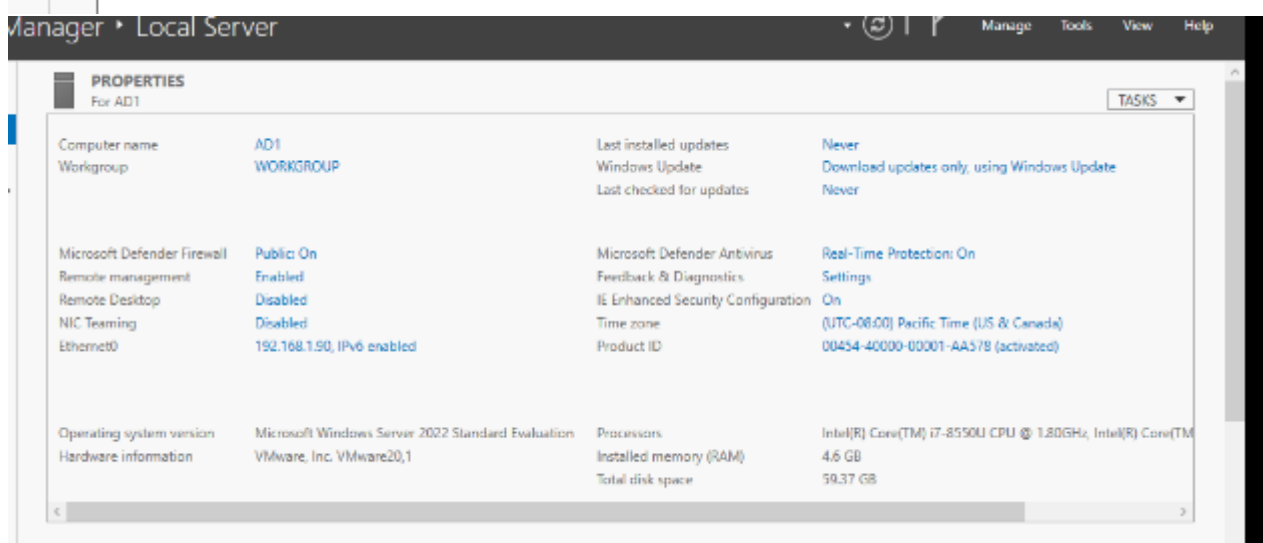 Manager ‣ Local Server
Manage Tools View Help
PROPERTIES
For AD1
TASKS
Computer name AD1 Last installed updates Never
Workgroup WORKGROUP Windows Update Download updates only, using Windows Update
Last checked for updates Never
Microsoft Defender Firewall Public: On Microsoft Defender Antivirus Real-Time Protection: On
Remote management Enabled Feedback & Diagnostics Settings
Remote Desktop Disabled IE Enhanced Security Configuration On
NIC Teaming Disabled Time zone (UTC-08:00) Pacific Time (US & Canada)
Ethernet0 192.168.1.90, IPv6 enabled Product ID 00454-40000-00001-AA578 (activated)
Operating system version Microsoft Windows Server 2022 Standard Evaluation Processors Intel(R) Core(TM) i7-8550U CPU @ 1.80GHz, Intel(R) Core(TM
Hardware information VMware, Inc. VMware20,1 Installed memory (RAM) 4.6 GB
Total disk space 59.37 GB